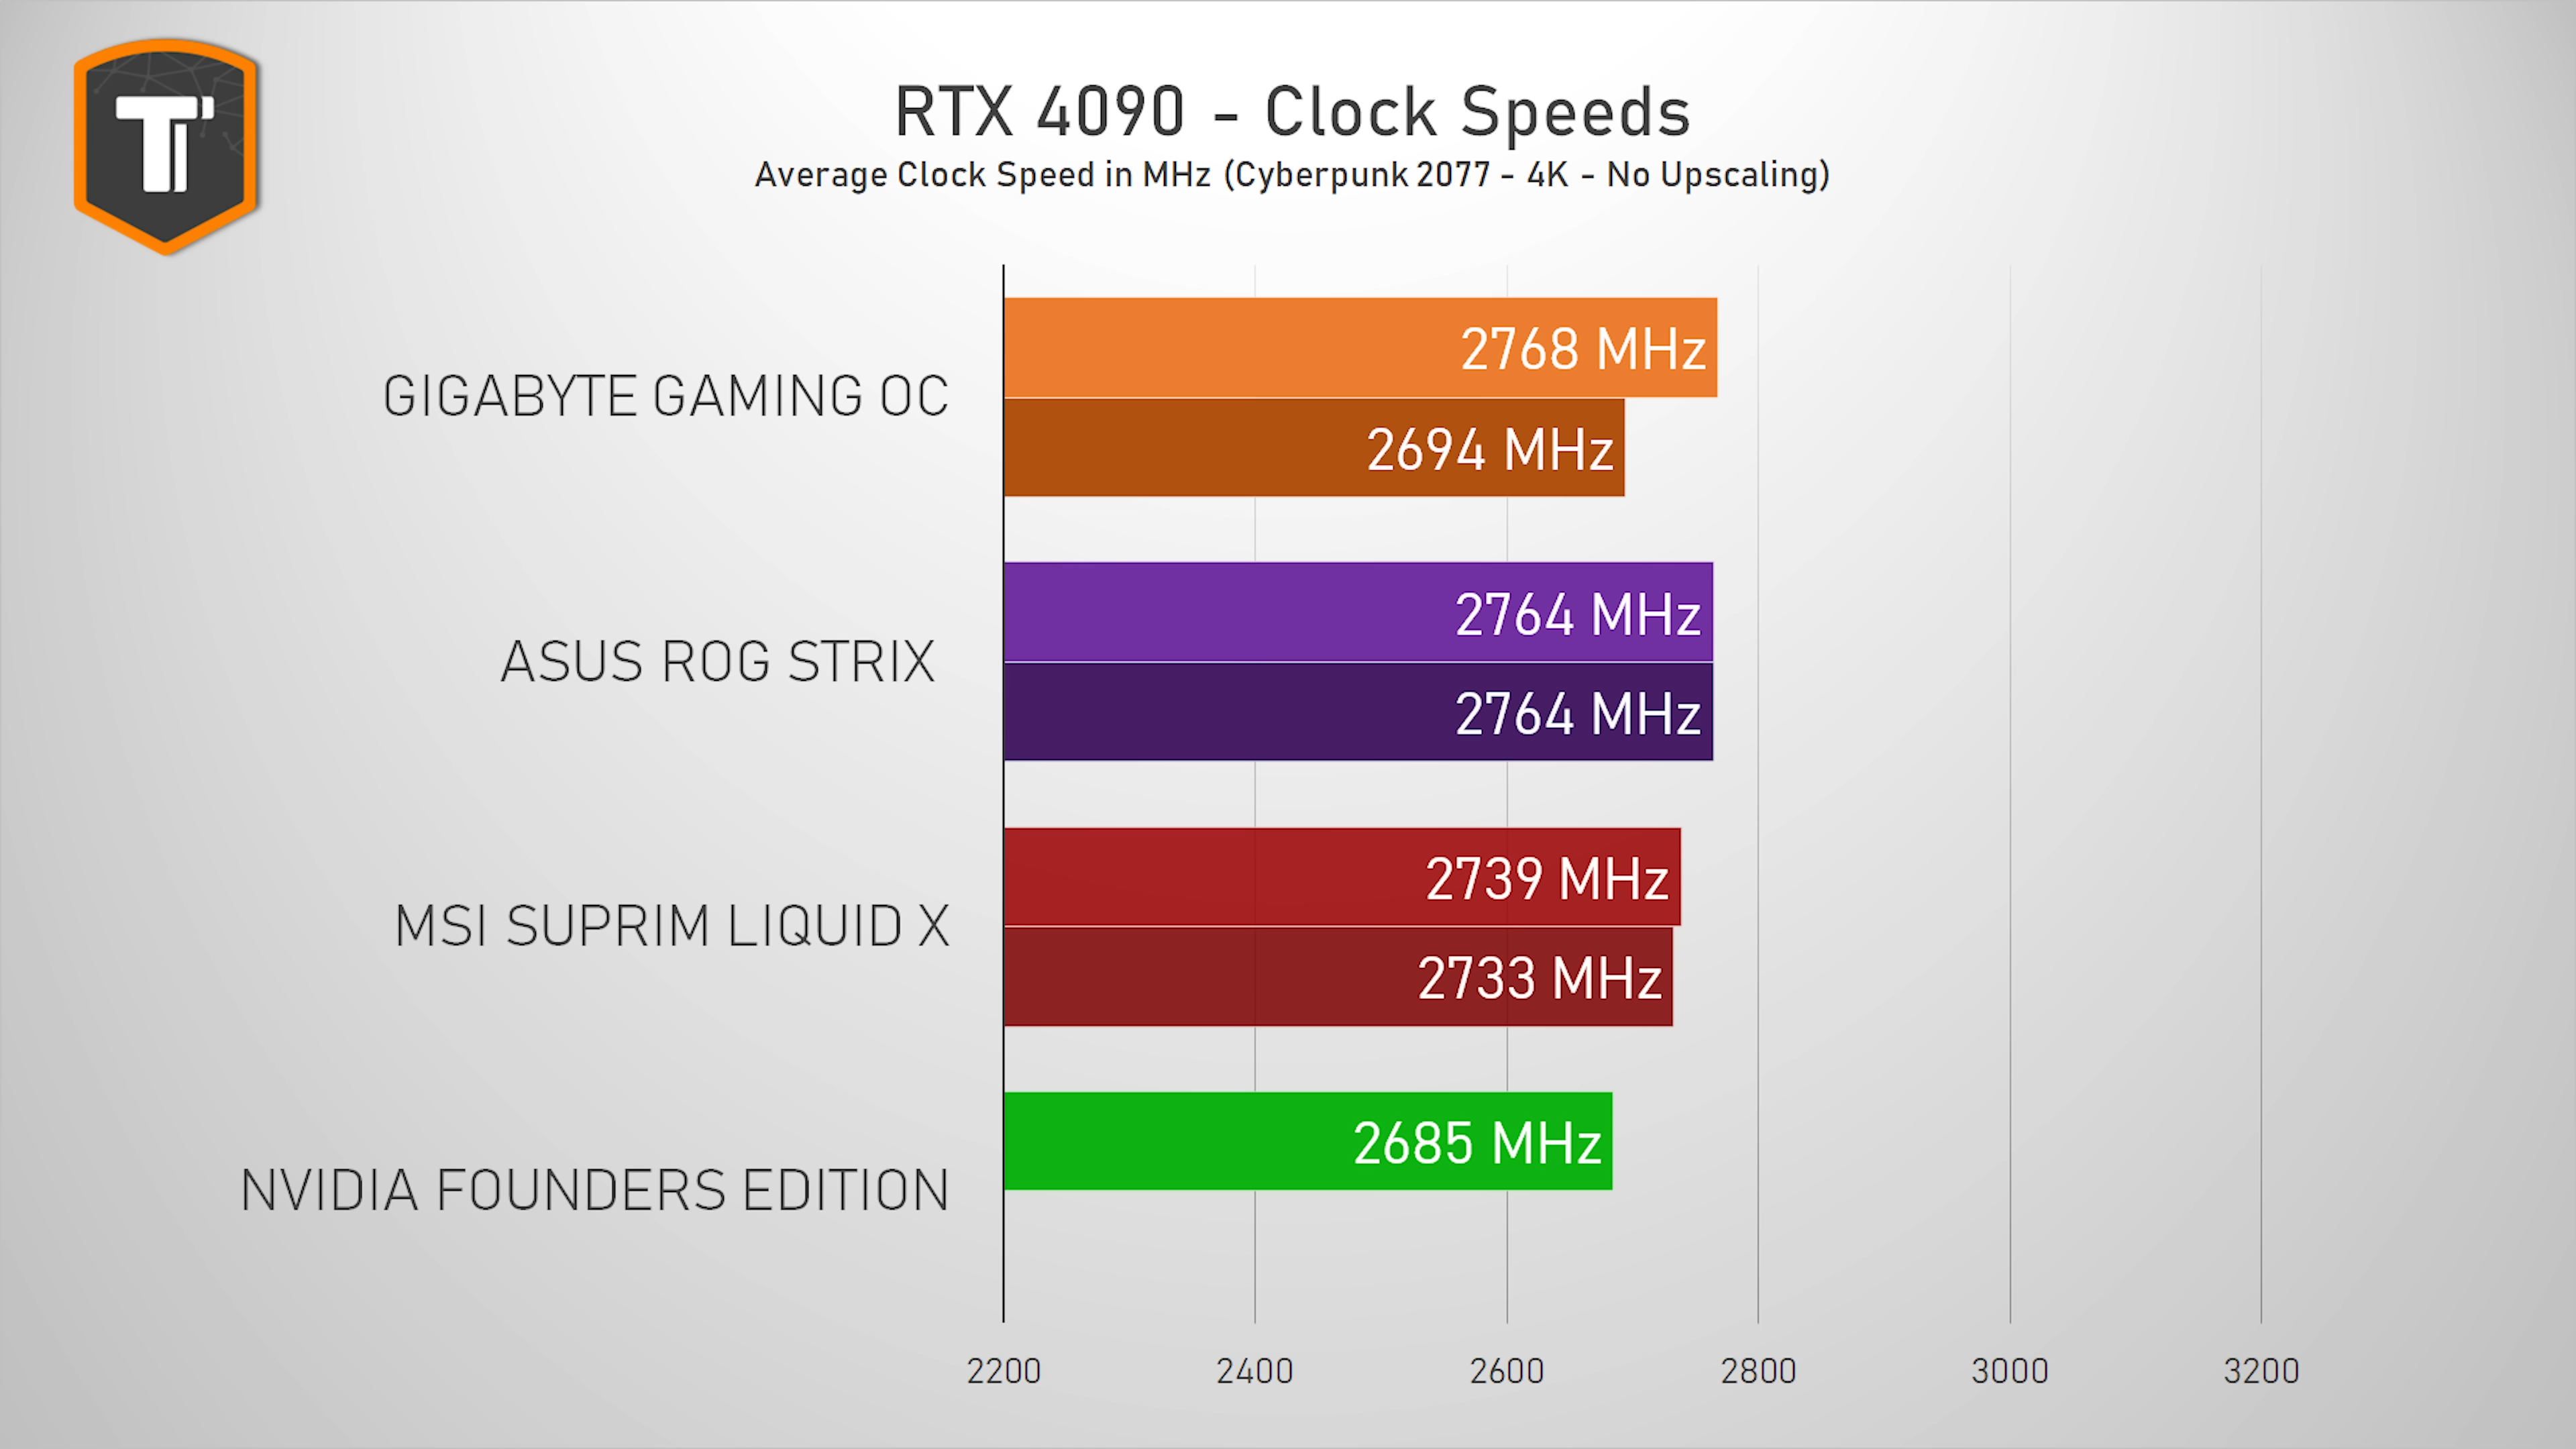 T
RTX 4090 - Clock Speeds
Average Clock Speed in MHz (Cyberpunk 2077 - 4K - No Upscaling)
GIGABYTE GAMING OC
2768 MHz
2694 MHz
ASUS ROG STRIX
2764 MHz
2764 MHz
MSI SUPRIM LIQUID X
2739 MHz
2733 MHz
NVIDIA FOUNDERS EDITION
2685 MHz
2200 2400 2600 2800 3000 3200